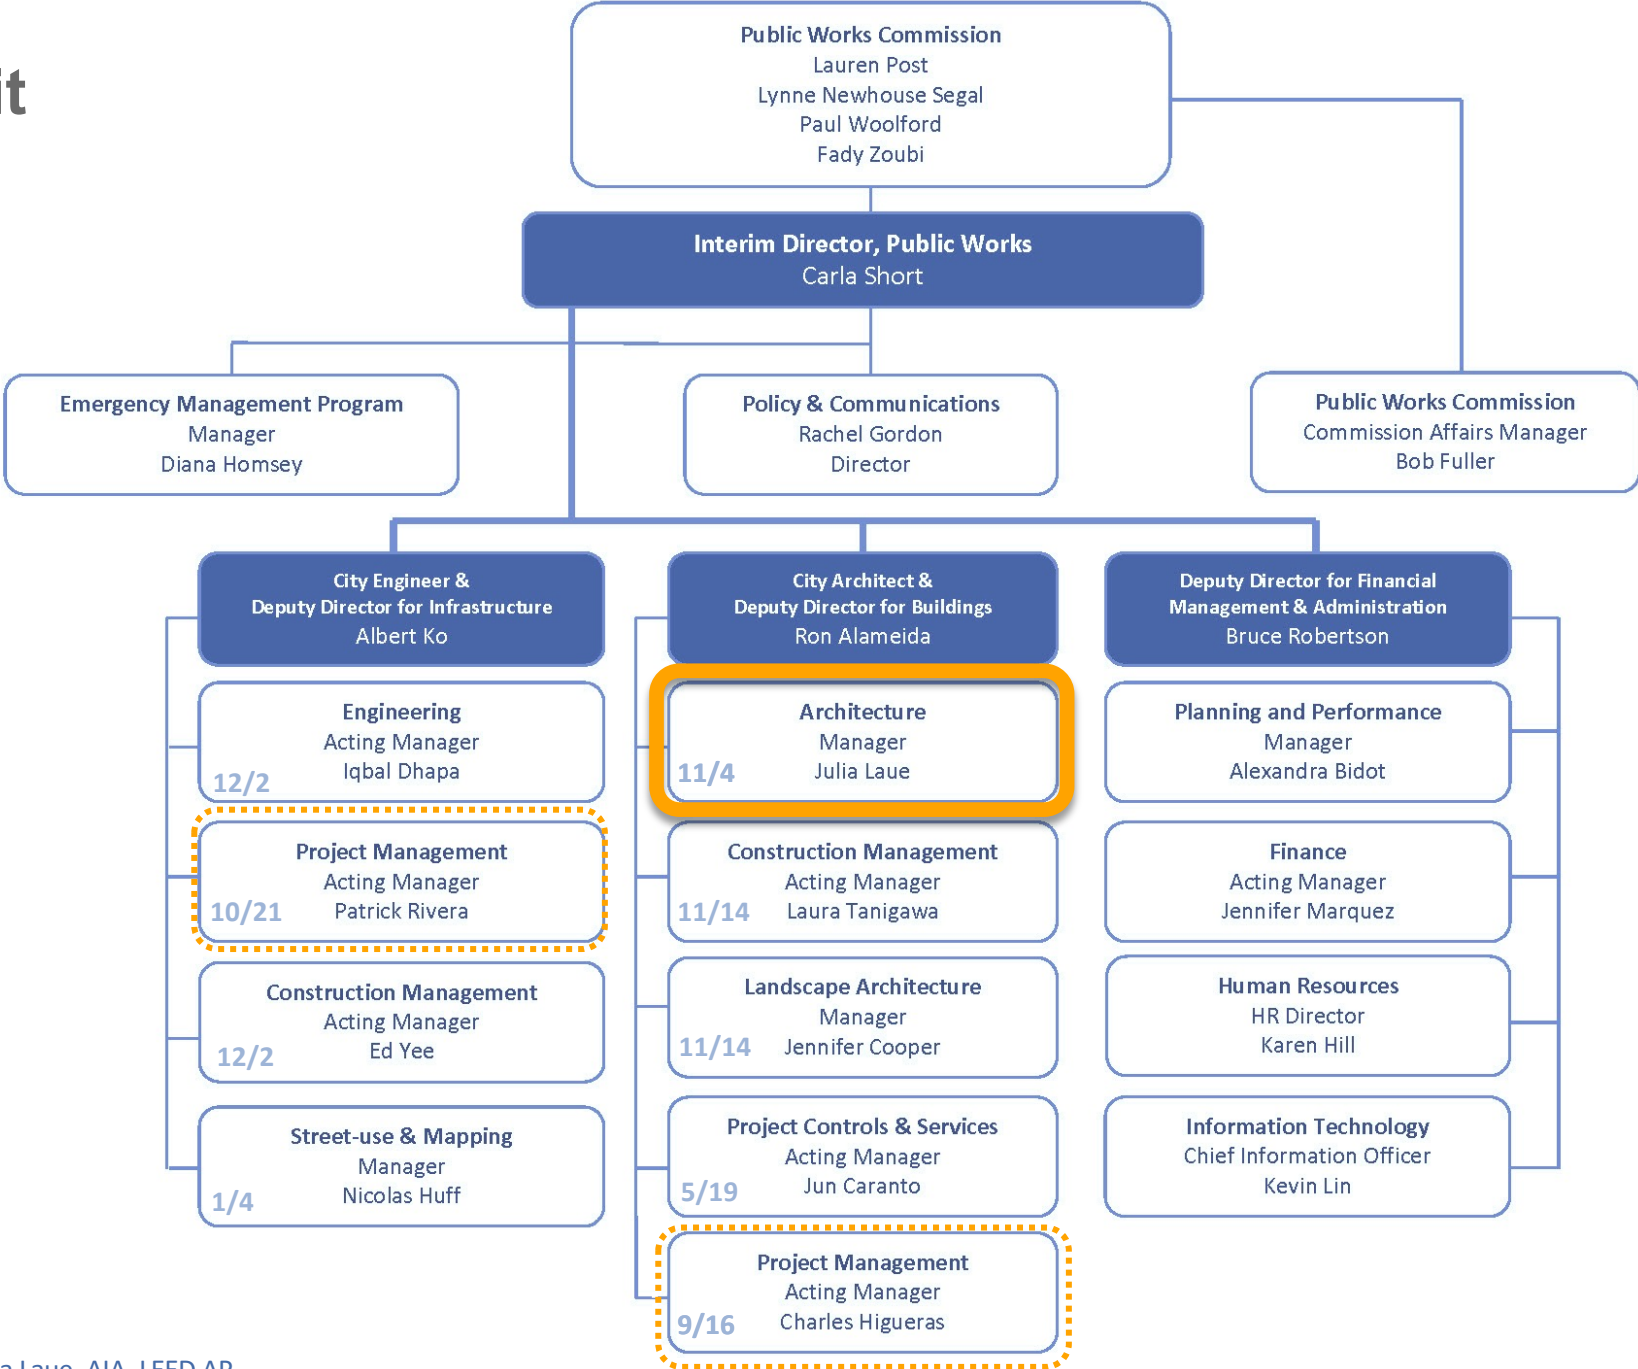 it
Public Works Commission
Lauren Post
Lynne Newhouse Segal
Paul Woolford
Fady Zoubi
Interim Director, Public Works
Carla Short
Emergency Management Program
Manager
Diana Homsey
Policy & Communications
Rachel Gordon
Director
Public Works Commission
Commission Affairs Manager
Bob Fuller
City Engineer &
Deputy Director for Infrastructure
Albert Ko
Engineering
Acting Manager
Iqbal Dhapa
12/2
Project Management
Acting Manager
Patrick Rivera
10/21
Construction Management
Acting Manager
Ed Yee
12/2
Street-use & Mapping
Manager
Nicolas Huff
1/4
City Architect &
Deputy Director for Buildings
Ron Alameida
Architecture
Manager
Julia Laue
11/4
Construction Management
Acting Manager
Laura Tanigawa
11/14
Landscape Architecture
Manager
Jennifer Cooper
11/14
Project Controls & Services
Acting Manager
Jun Caranto
5/19
Project Management
Acting Manager
Charles Higueras
9/16
Deputy Director for Financial
Management & Administration
Bruce Robertson
Planning and Performance
Manager
Alexandra Bidot
Finance
Acting Manager
Jennifer Marquez
Human Resources
HR Director
Karen Hill
Information Technology
Chief Information Officer
Kevin Lin
a Laue, AIA, LEED AP